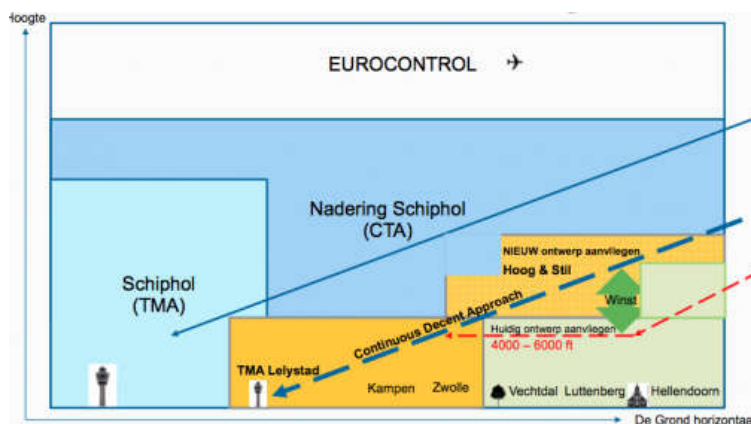 Hoogte
EUROCONTROL
Nadering Schiphol
(CTA)
NIEUW ontwerp aanvliegen
Hoog & Stil
Schiphol
(TMA)
Winst
Continuous Decent Approach
Huidig ontwerp aanvliegen
4000 – 6000 ft
TMA Lelystad
Kampen
Zwolle
Vechtdal
Luttenberg
Hellendoorn
De Grond horizontaa